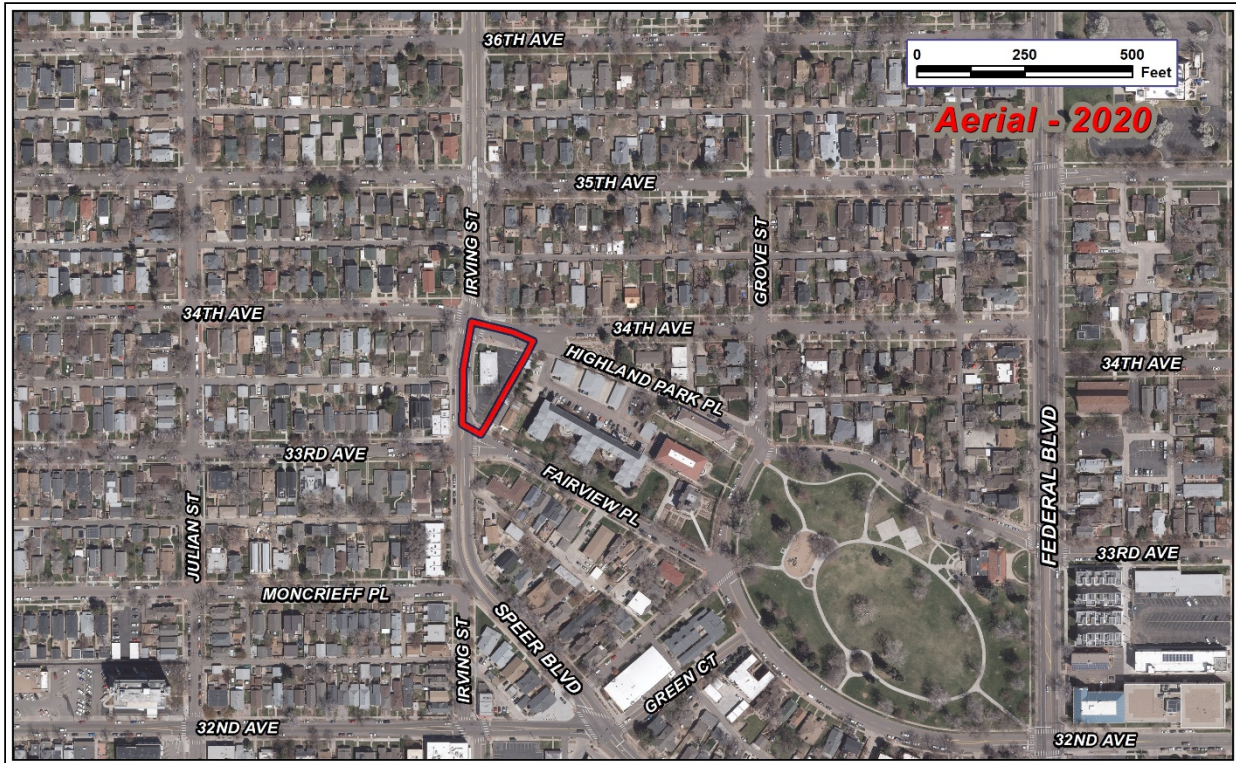 36TH AVE
0 250 500
Feet
Aerial - 2020
35TH AVE
IRVING ST
GROVE ST
34TH AVE
34TH AVE
HIGHLAND PARK PL
34TH AVE
33RD AVE
FAIRVIEW PL
FEDERAL BLVD
JULIAN ST
33RD AVE
MONCRIEFF PL
IRVING ST
SPEER BLVD
GREEN CT
32ND AVE
32ND AVE